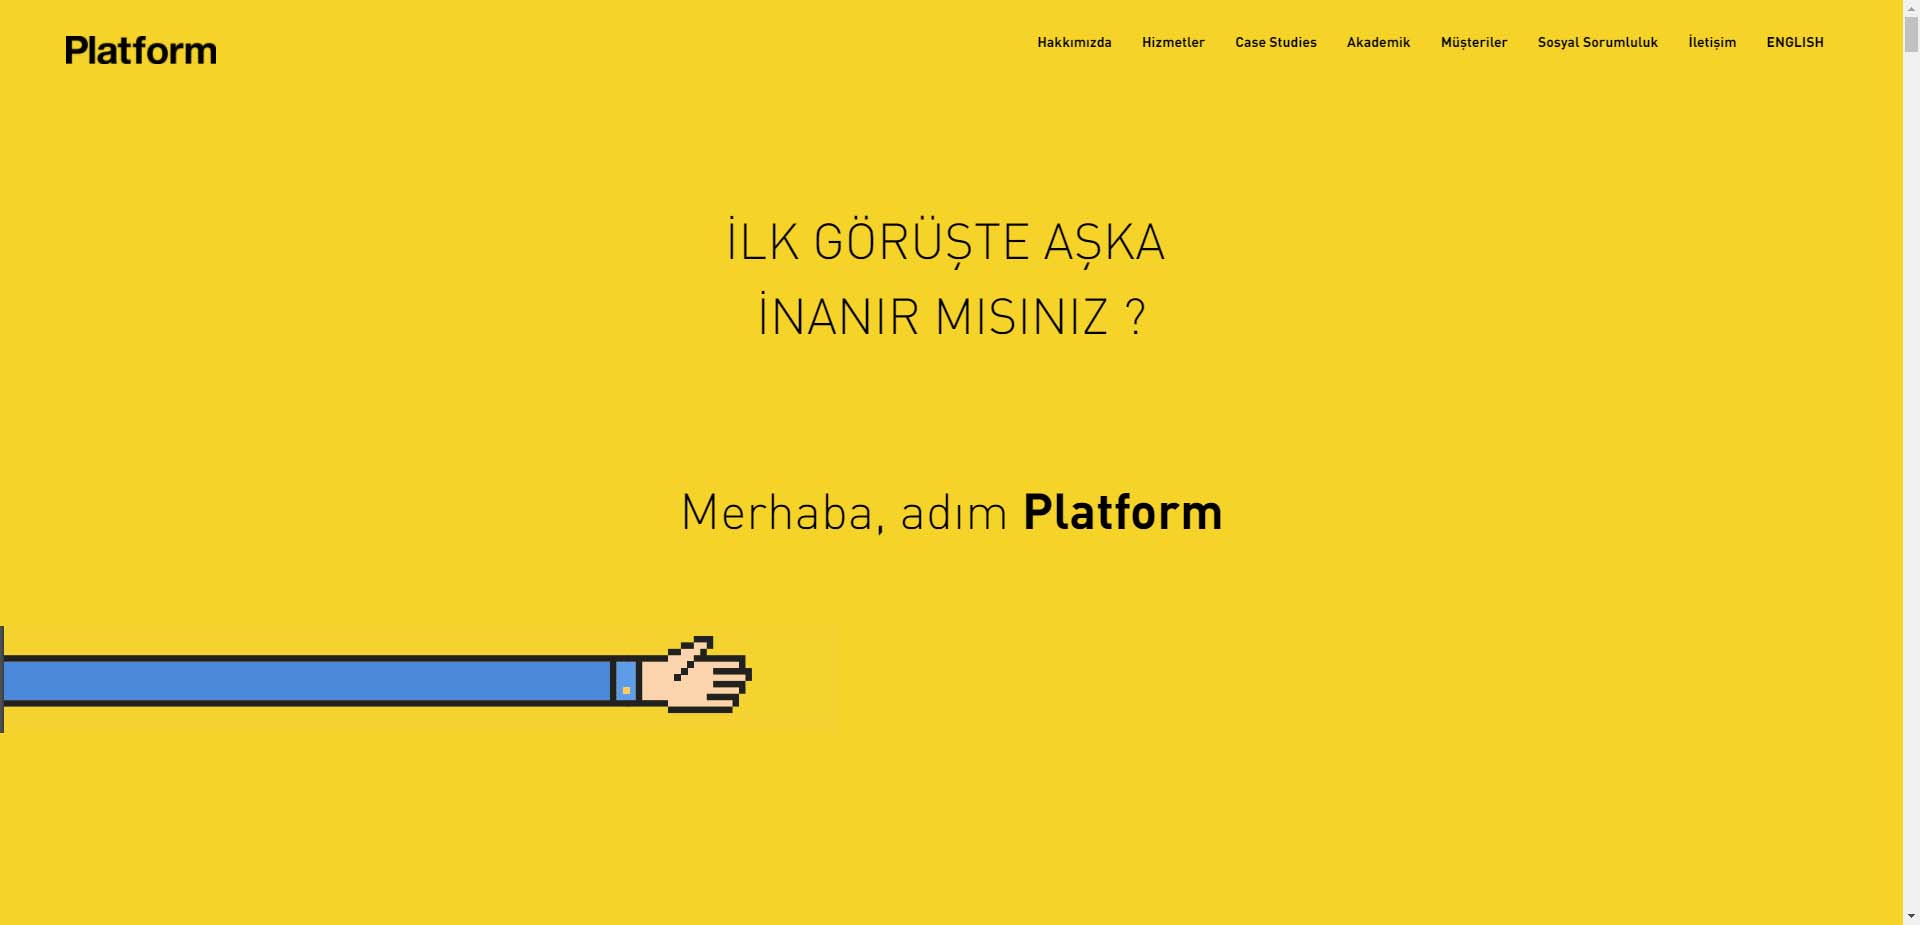 Platform
Hakkımızda Hizmetler Case Studies Akademik Müşteriler Sosyal Sorumluluk İletişim ENGLISH
İLK GÖRÜŞTE AŞKA
İNANIR MISINIZ ?
Merhaba, adım Platform